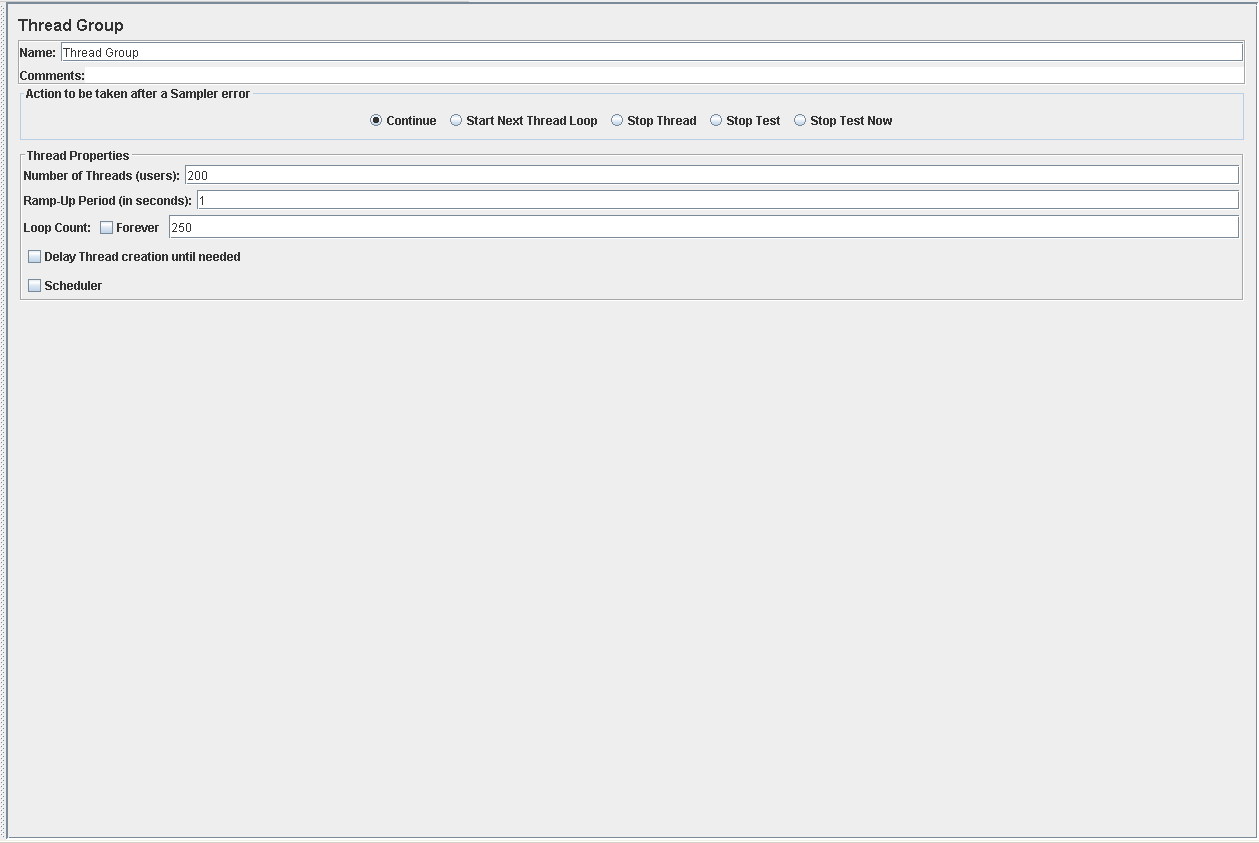 Thread Group
Name: Thread Group
Comments:
Action to be taken after a Sampler error
Continue Start Next Thread Loop Stop Thread Stop Test Stop Test Now
Thread Properties
Number of Threads (users): 200
Ramp-Up Period (in seconds): 1
Loop Count: Forever 250
Delay Thread creation until needed
Scheduler